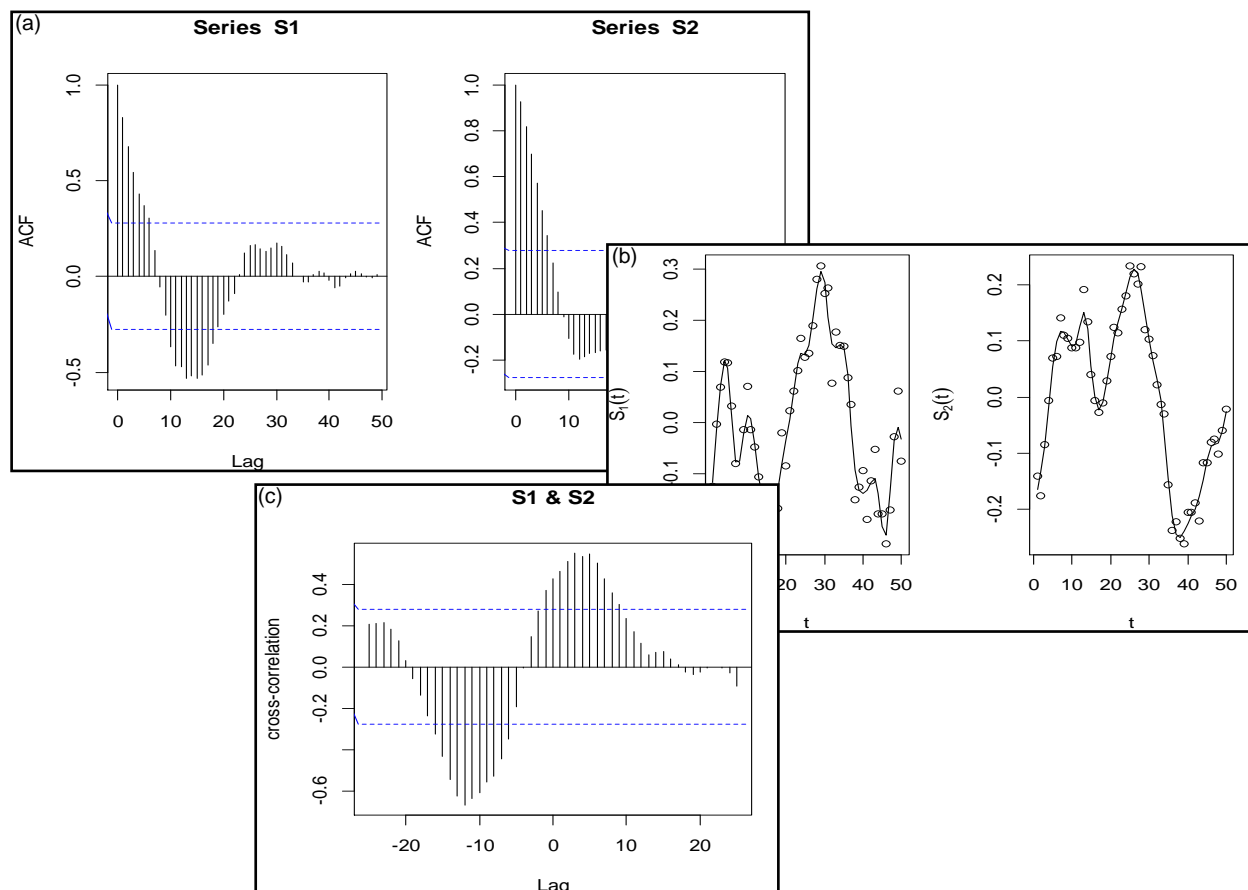 (a)
Series S1
Series S2
1.0
0.5
0.0
-0.5
ACF
0 10 20 30 40 50
Lag
1.0
0.8
0.6
0.4
0.2
0.0
-0.2
ACF
0 10
(b)
0.3
0.2
0.1
0.0
-0.1
S1(t)
20 30 40 50
t
0.2
0.1
0.0
-0.1
-0.2
S2(t)
0 10 20 30 40 50
t
(c)
S1 & S2
0.4
0.2
0.0
-0.2
-0.6
cross-correlation
-20 -10 0 10 20
Lag